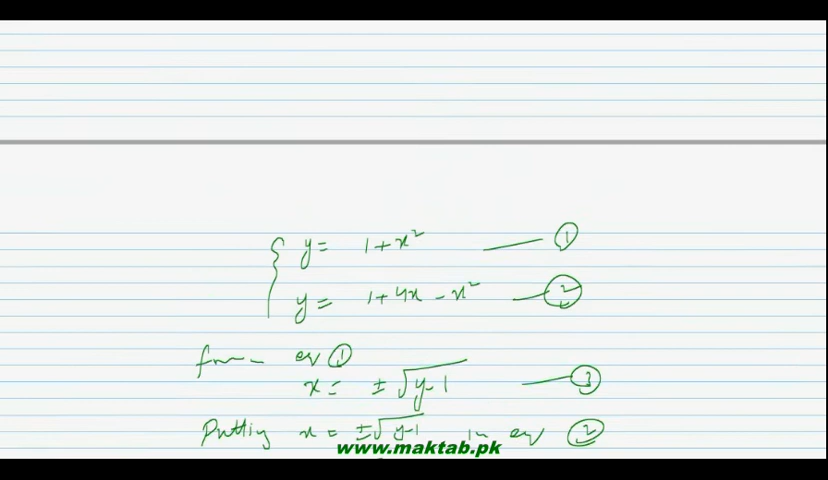 y = 1 + x² ①
y = 1 + 4x - x² ②
from eq ①
x = ± √y-1 ③
Putting x = ±√y-1 in eq ②
www.maktab.pk